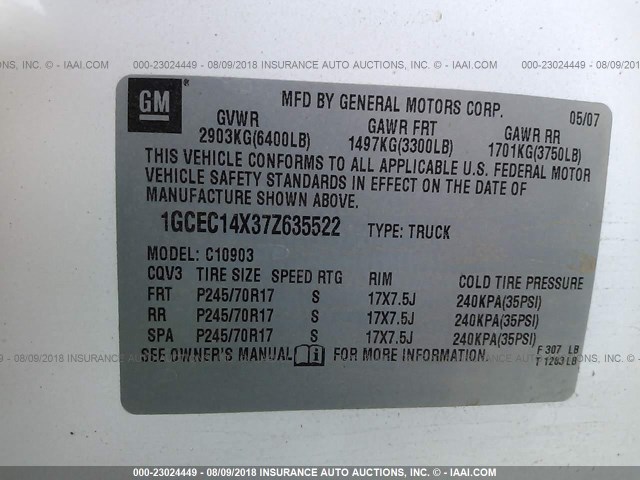 AUTO AUCTIONS, INC. - IAAI.COM 000-23024449 - 08/09/2018 INSURANCE AUTO AUCTIONS, INC. - IAAI.COM 000-23024449 - 08/09/2018
GM
MFD BY GENERAL MOTORS CORP. 05/07
GVWR GAWR FRT GAWR RR
2903KG(6400LB) 1497KG(3300LB) 1701KG(3750LB)
THIS VEHICLE CONFORMS TO ALL APPLICABLE U.S. FEDERAL MOTOR
VEHICLE SAFETY STANDARDS IN EFFECT ON THE DATE OF
MANUFACTURE SHOWN ABOVE.
1GCEC14X37Z635522 TYPE: TRUCK
MODEL: C10903
CQV3 TIRE SIZE SPEED RTG RIM COLD TIRE PRESSURE
FRT P245/70R17 S 17X7.5J 240KPA(35PSI)
RR P245/70R17 S 17X7.5J 240KPA(35PSI)
SPA P245/70R17 S 17X7.5J 240KPA(35PSI)
SEE OWNER'S MANUAL i FOR MORE INFORMATION.
F 307 LB
T 1283 LB
000-23024449 - 08/09/2018 INSURANCE AUTO AUCTIONS, INC. - IAAI.COM